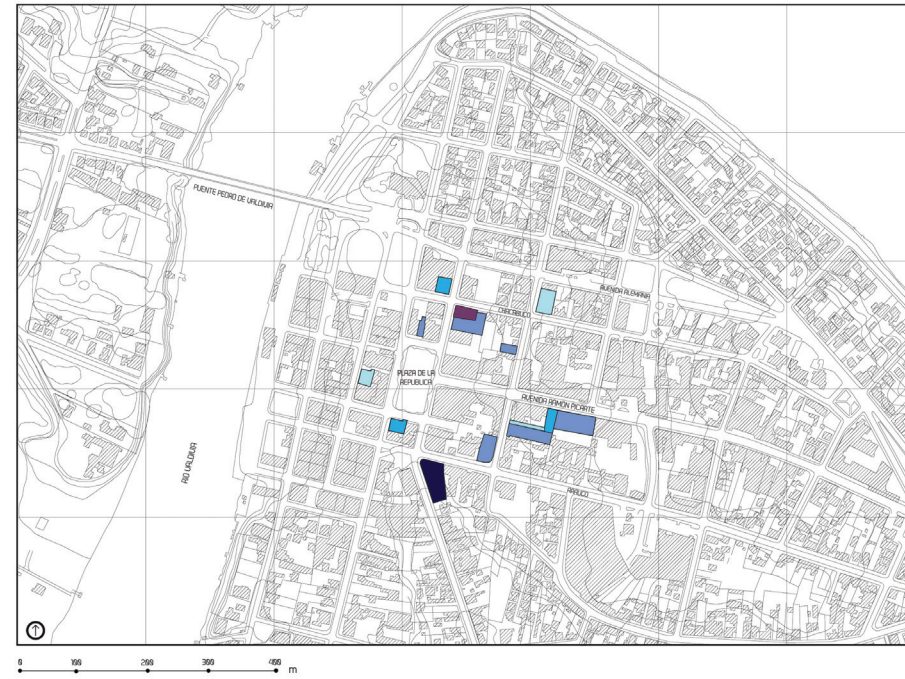 PUENTE PEDRO DE VALDIVIA
AVENIDA ALEMANIA
CHACABUCO
PLAZA DE LA
REPUBLICA
AVENIDA RAMÓN PICARTE
RIO VALDIVIA
ARAUCO
0 100 200 300 400 m